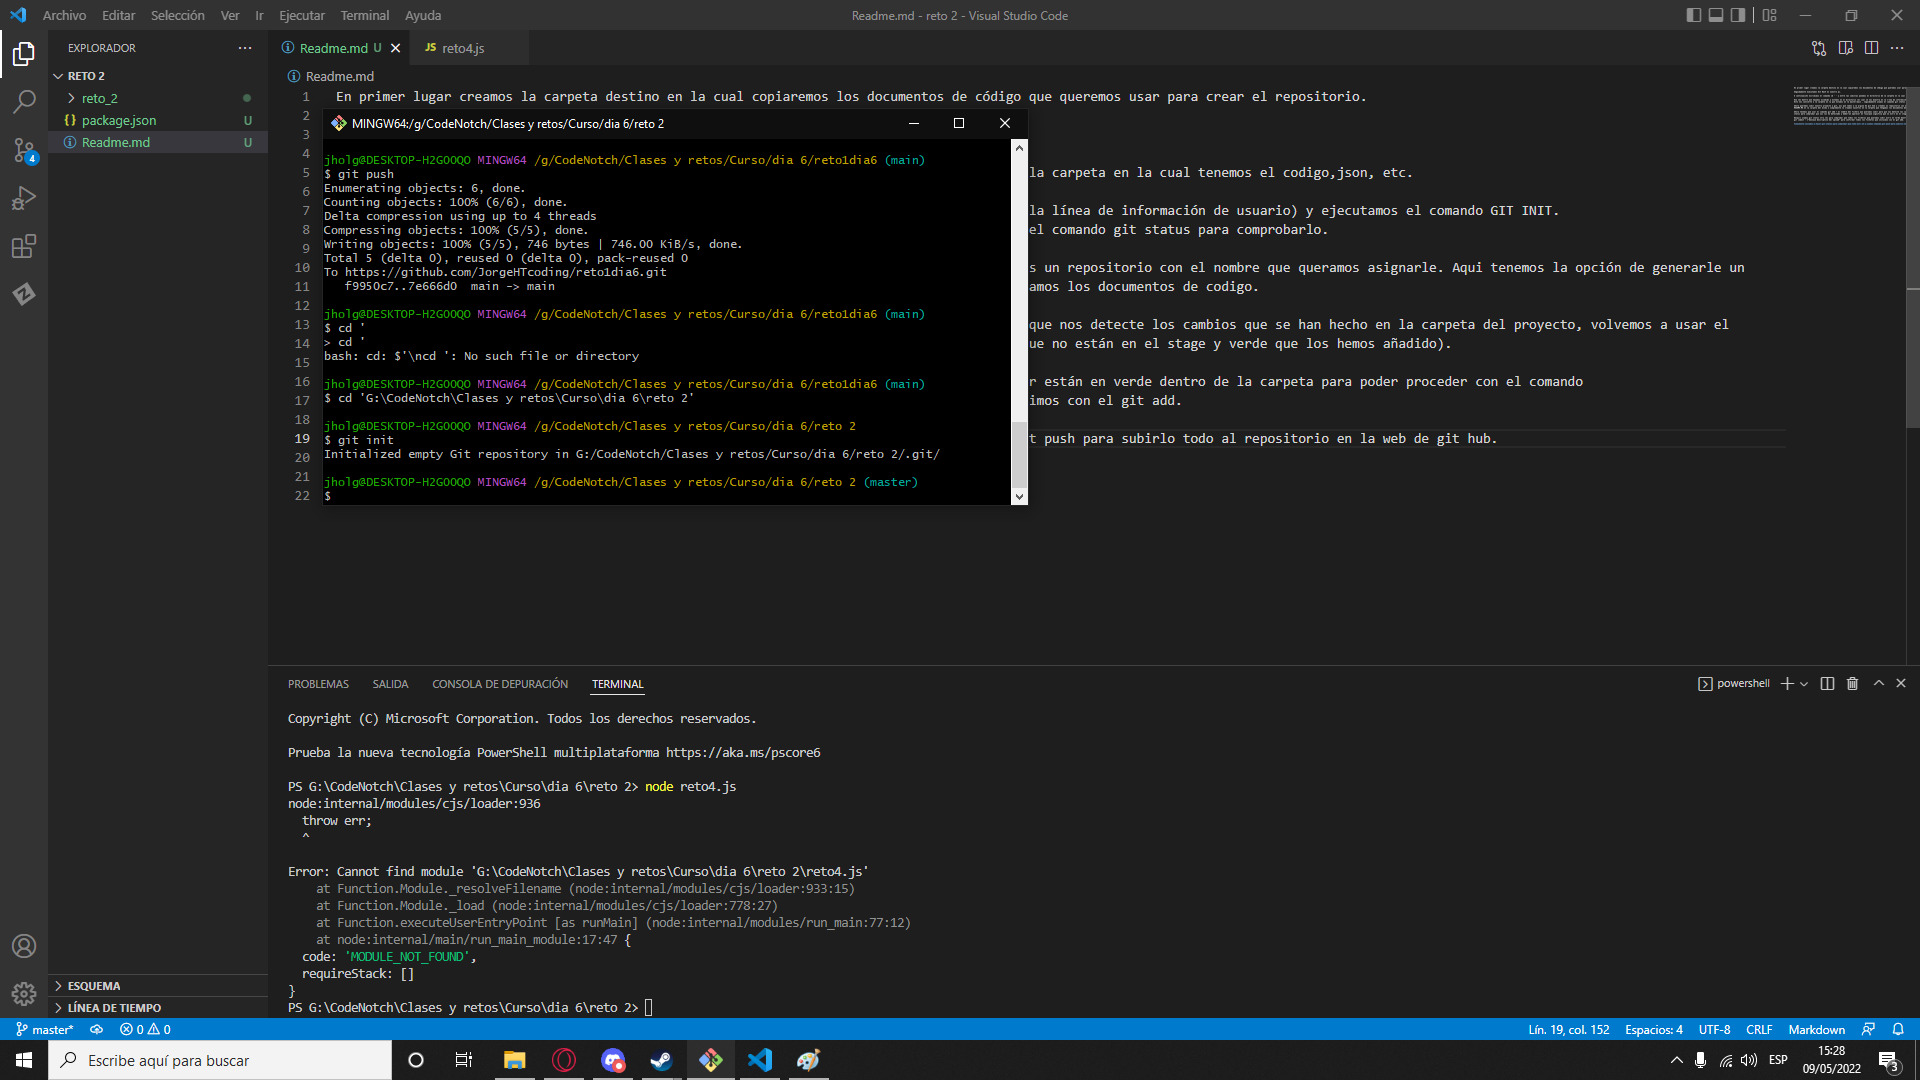 Archivo Editar Selección Ver Ir Ejecutar Terminal Ayuda
Readme.md - reto 2 - Visual Studio Code
EXPLORADOR
RETO 2
reto_2
{} package.json U
Readme.md U
4
Readme.md U
JS reto4.js
Readme.md
1 En primer lugar creamos la carpeta destino en la cual copiaremos los documentos de código que queremos usar para crear el repositorio.
2
3
4
5 la carpeta en la cual tenemos el codigo,json, etc.
6
7 la línea de información de usuario) y ejecutamos el comando GIT INIT.
8 el comando git status para comprobarlo.
9
10 s un repositorio con el nombre que queramos asignarle. Aqui tenemos la opción de generarle un
11 amos los documentos de codigo.
12
13 que nos detecte los cambios que se han hecho en la carpeta del proyecto, volvemos a usar el
14 ue no están en el stage y verde que los hemos añadido).
15
16 r están en verde dentro de la carpeta para poder proceder con el comando
17 imos con el git add.
18
19 t push para subirlo todo al repositorio en la web de git hub.
20
21
22
MINGW64:/g/CodeNotch/Clases y retos/Curso/dia 6/reto 2
jholg@DESKTOP-H2GO0QO MINGW64 /g/CodeNotch/Clases y retos/Curso/dia 6/reto1dia6 (main)
$ git push
Enumerating objects: 6, done.
Counting objects: 100% (6/6), done.
Delta compression using up to 4 threads
Compressing objects: 100% (5/5), done.
Writing objects: 100% (5/5), 746 bytes | 746.00 KiB/s, done.
Total 5 (delta 0), reused 0 (delta 0), pack-reused 0
To https://github.com/JorgeHTcoding/reto1dia6.git
f9950c7..7e666d0  main -> main
jholg@DESKTOP-H2GO0QO MINGW64 /g/CodeNotch/Clases y retos/Curso/dia 6/reto1dia6 (main)
$ cd '
> cd '
bash: cd: $'\ncd ': No such file or directory
jholg@DESKTOP-H2GO0QO MINGW64 /g/CodeNotch/Clases y retos/Curso/dia 6/reto1dia6 (main)
$ cd 'G:\CodeNotch\Clases y retos\Curso\dia 6\reto 2'
jholg@DESKTOP-H2GO0QO MINGW64 /g/CodeNotch/Clases y retos/Curso/dia 6/reto 2
$ git init
Initialized empty Git repository in G:/CodeNotch/Clases y retos/Curso/dia 6/reto 2/.git/
jholg@DESKTOP-H2GO0QO MINGW64 /g/CodeNotch/Clases y retos/Curso/dia 6/reto 2 (master)
$
PROBLEMAS SALIDA CONSOLA DE DEPURACIÓN TERMINAL
powershell
Copyright (C) Microsoft Corporation. Todos los derechos reservados.
Prueba la nueva tecnología PowerShell multiplataforma https://aka.ms/pscore6
PS G:\CodeNotch\Clases y retos\Curso\dia 6\reto 2> node reto4.js
node:internal/modules/cjs/loader:936
throw err;
^
Error: Cannot find module 'G:\CodeNotch\Clases y retos\Curso\dia 6\reto 2\reto4.js'
at Function.Module._resolveFilename (node:internal/modules/cjs/loader:933:15)
at Function.Module._load (node:internal/modules/cjs/loader:778:27)
at Function.executeUserEntryPoint [as runMain] (node:internal/modules/run_main:77:12)
at node:internal/main/run_main_module:17:47 {
code: 'MODULE_NOT_FOUND',
requireStack: []
}
PS G:\CodeNotch\Clases y retos\Curso\dia 6\reto 2>
ESQUEMA
LÍNEA DE TIEMPO
master* 0 0
Lín. 19, col. 152 Espacios: 4 UTF-8 CRLF Markdown
Escribe aquí para buscar
ESP
15:28
09/05/2022
3